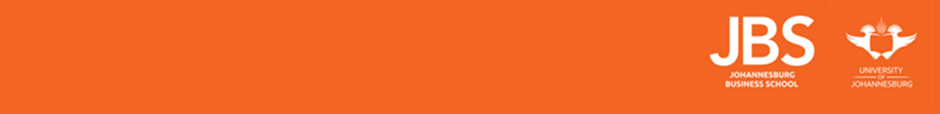 JBS
JOHANNESBURG
BUSINESS SCHOOL
UNIVERSITY
OF
JOHANNESBURG